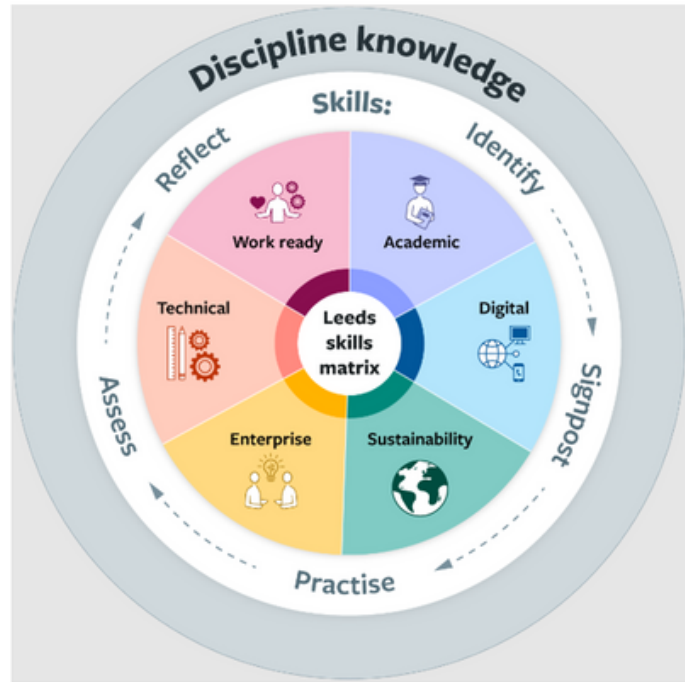 Discipline knowledge
Skills:
Identify
Signpost
Practise
Assess
Reflect
Work ready
Academic
Technical
Digital
Leeds
skills
matrix
Enterprise
Sustainability